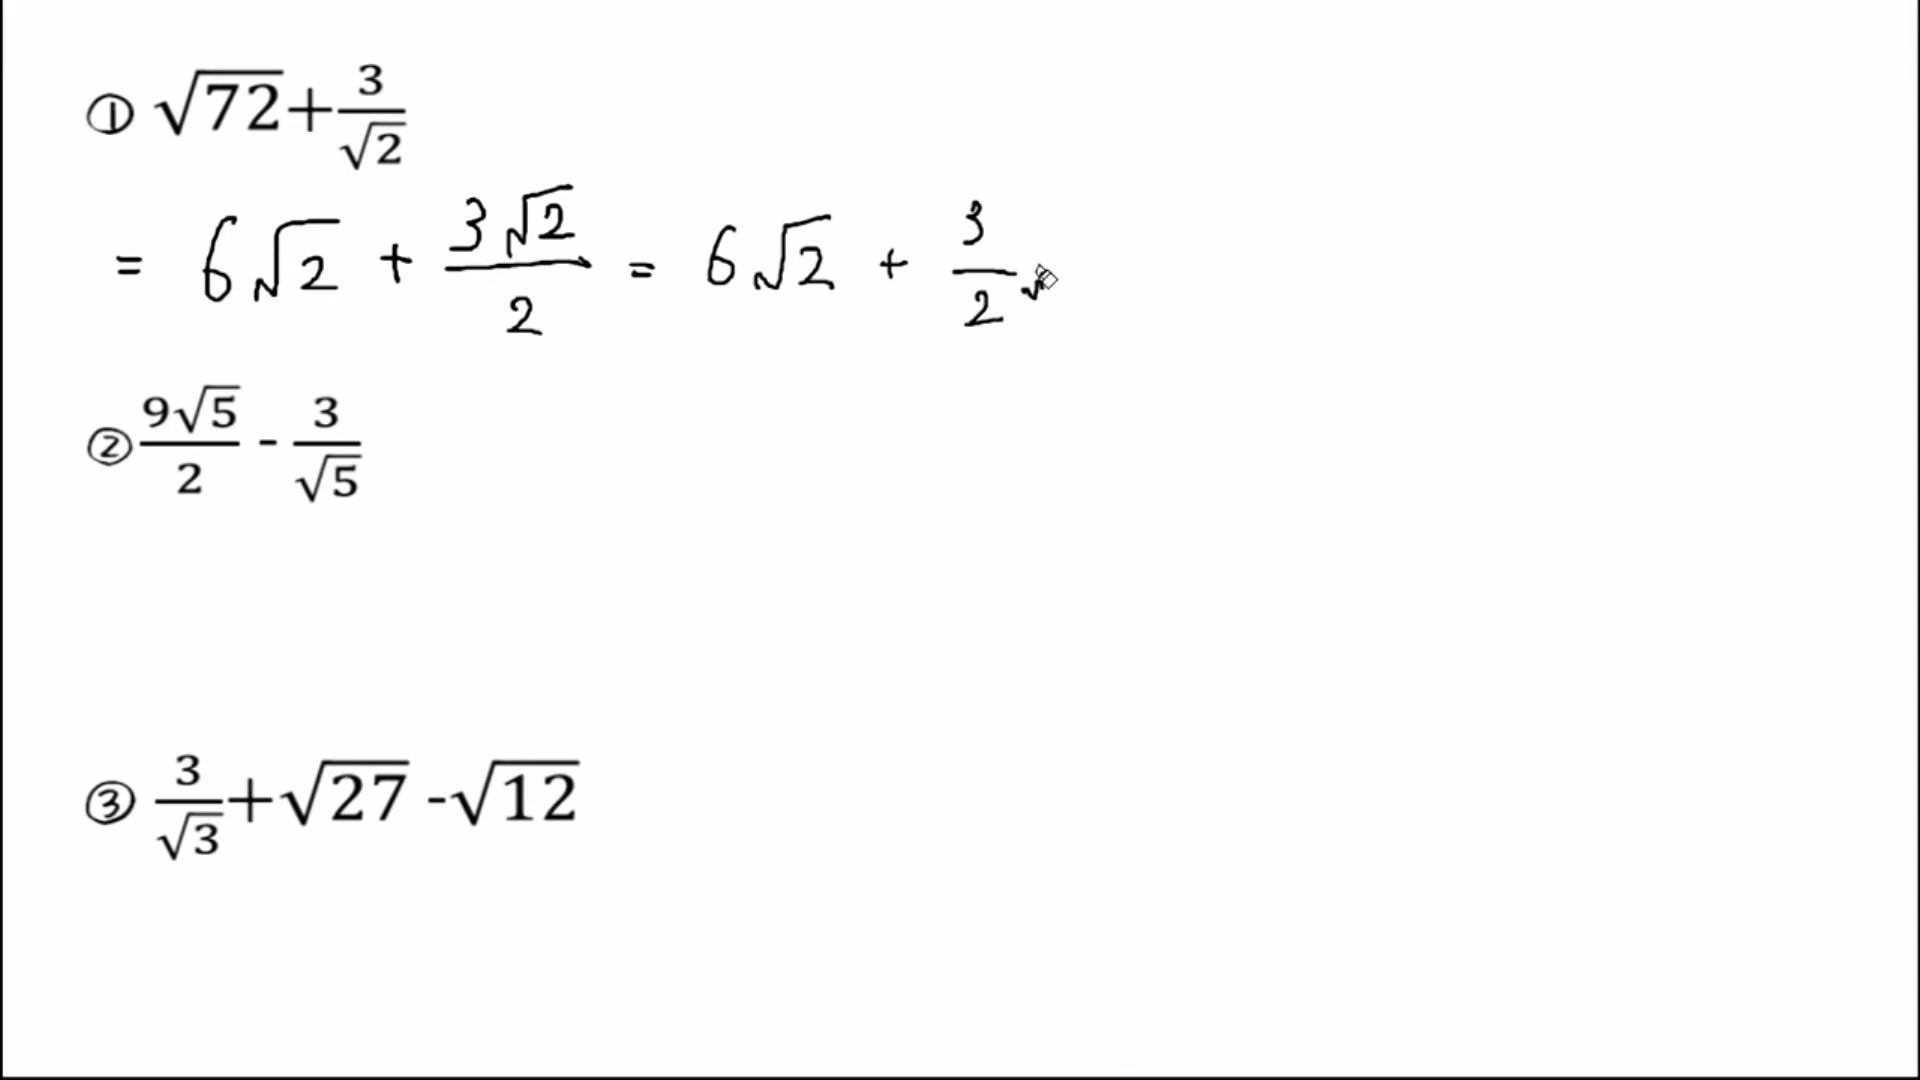 ① √72+3/√2
= 6√2 + 3√2/2 = 6√2 + 3/2√
② 9√5/2 - 3/√5
③ 3/√3+√27 -√12